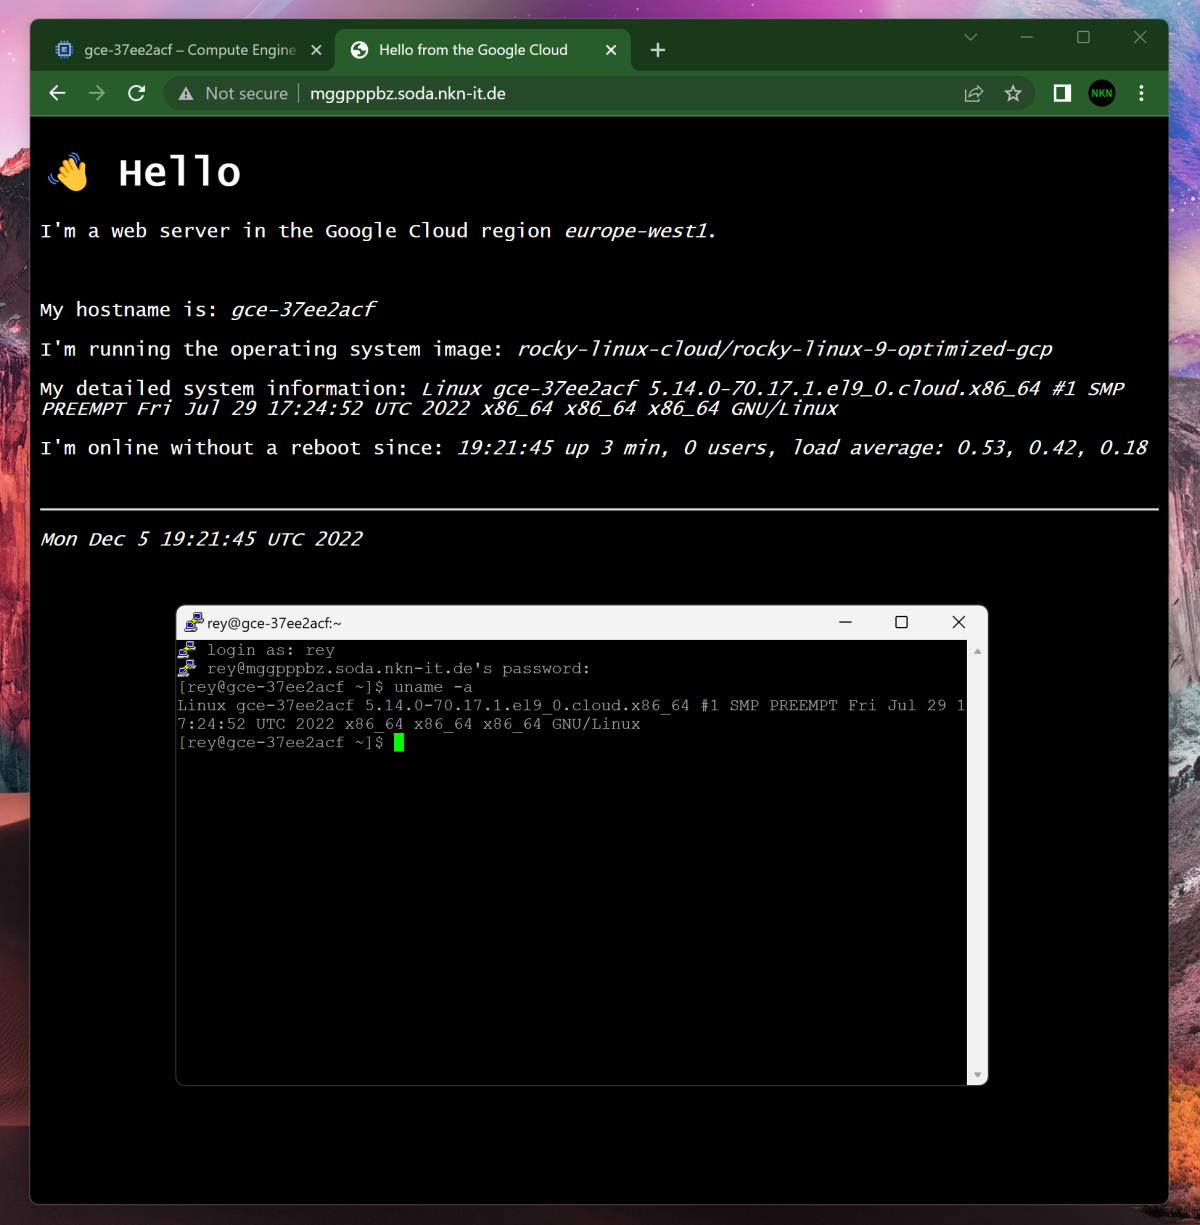 gce-37ee2acf – Compute Engine
Hello from the Google Cloud
Not secure
mggpppbz.soda.nkn-it.de
NKN
👋 Hello
I'm a web server in the Google Cloud region europe-west1.
My hostname is: gce-37ee2acf
I'm running the operating system image: rocky-linux-cloud/rocky-linux-9-optimized-gcp
My detailed system information: Linux gce-37ee2acf 5.14.0-70.17.1.el9_0.cloud.x86_64 #1 SMP
PREEMPT Fri Jul 29 17:24:52 UTC 2022 x86_64 x86_64 x86_64 GNU/Linux
I'm online without a reboot since: 19:21:45 up 3 min, 0 users, load average: 0.53, 0.42, 0.18
Mon Dec 5 19:21:45 UTC 2022
rey@gce-37ee2acf:~
login as: rey
rey@mggpppbz.soda.nkn-it.de's password:
[rey@gce-37ee2acf ~]$ uname -a
Linux gce-37ee2acf 5.14.0-70.17.1.el9_0.cloud.x86_64 #1 SMP PREEMPT Fri Jul 29 1
7:24:52 UTC 2022 x86_64 x86_64 x86_64 GNU/Linux
[rey@gce-37ee2acf ~]$